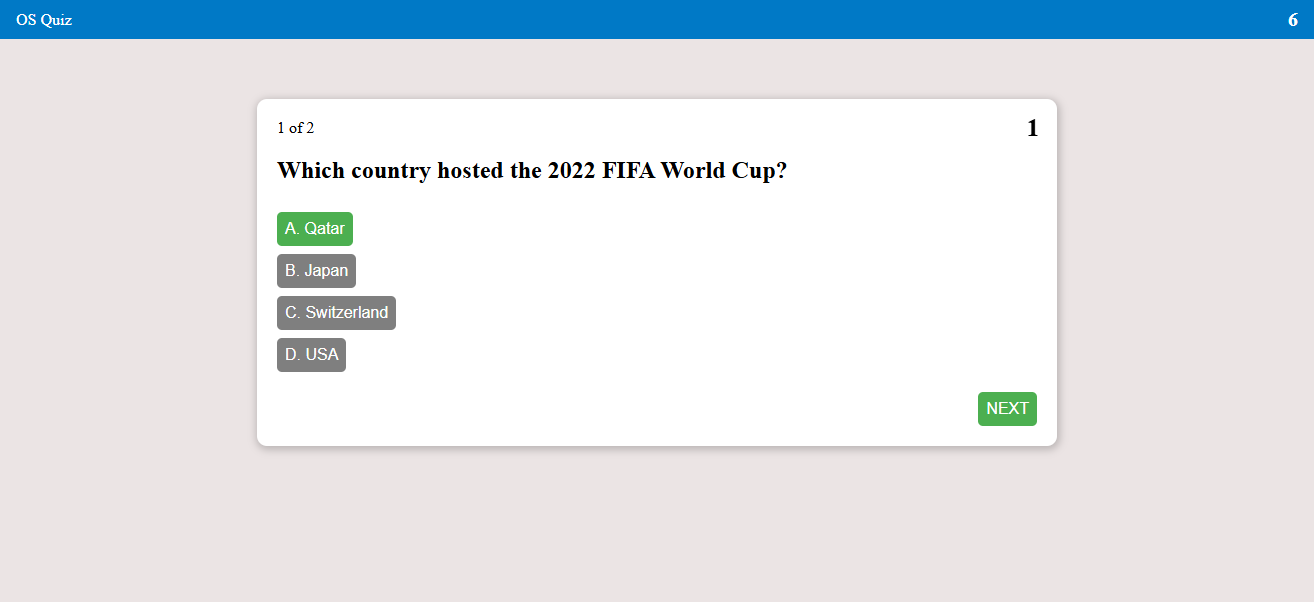 OS Quiz
6
1 of 2
1
Which country hosted the 2022 FIFA World Cup?
A. Qatar
B. Japan
C. Switzerland
D. USA
NEXT